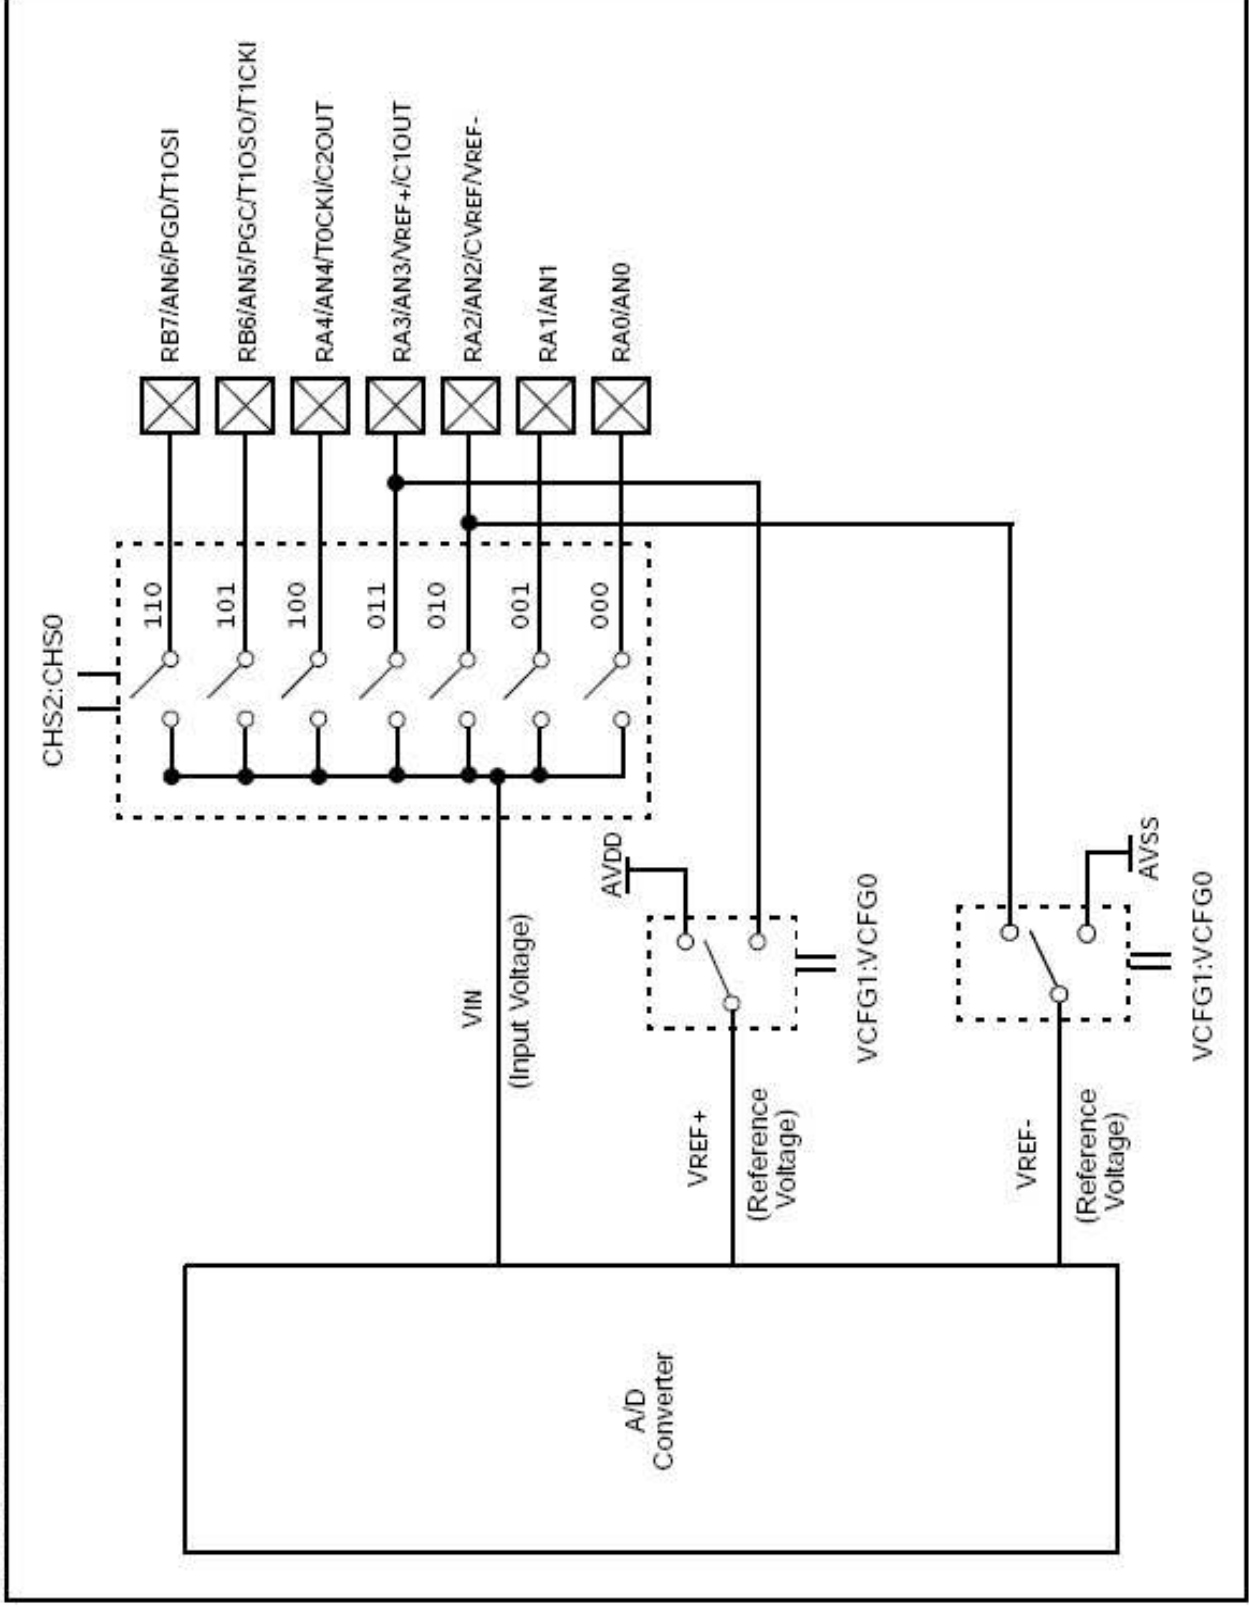 CHS2:CHS0
110
RB7/AN6/PGD/T1OSI
101
RB6/AN5/PGC/T1OSO/T1CKI
100
RA4/AN4/T0CKI/C2OUT
011
RA3/AN3/VREF+/C1OUT
010
RA2/AN2/CVREF/VREF-
001
RA1/AN1
000
RA0/AN0
VIN
(Input Voltage)
AVDD
VREF+
(Reference
Voltage)
VCFG1:VCFG0
A/D
Converter
VREF-
(Reference
Voltage)
AVSS
VCFG1:VCFG0